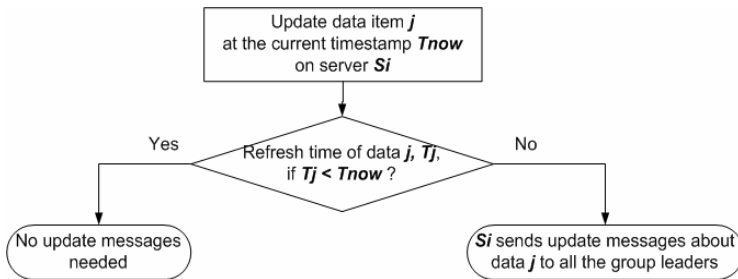 Update data item j
at the current timestamp Tnow
on server Si
Yes
No
Refresh time of data j, Tj,
if Tj < Tnow ?
No update messages
needed
Si sends update messages about
data j to all the group leaders